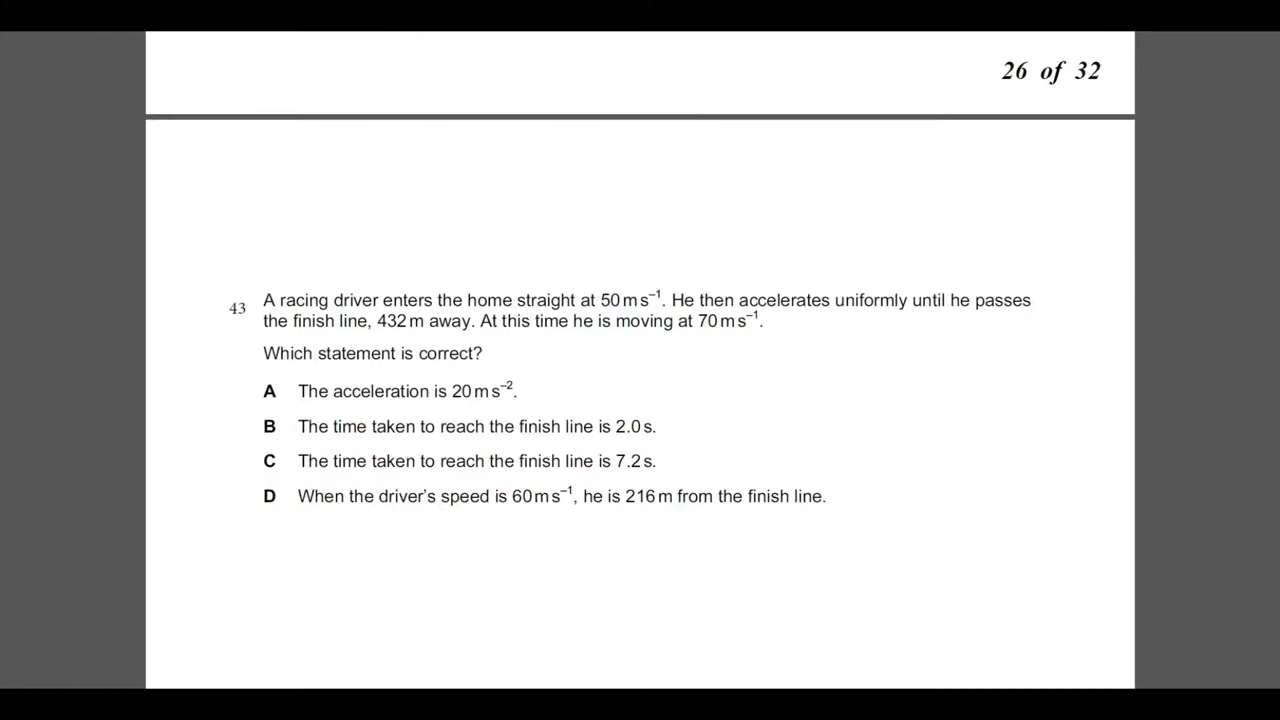 26 of 32
43 A racing driver enters the home straight at 50 m s⁻¹. He then accelerates uniformly until he passes
the finish line, 432 m away. At this time he is moving at 70 m s⁻¹.
Which statement is correct?
A The acceleration is 20 m s⁻².
B The time taken to reach the finish line is 2.0 s.
C The time taken to reach the finish line is 7.2 s.
D When the driver’s speed is 60 m s⁻¹, he is 216 m from the finish line.